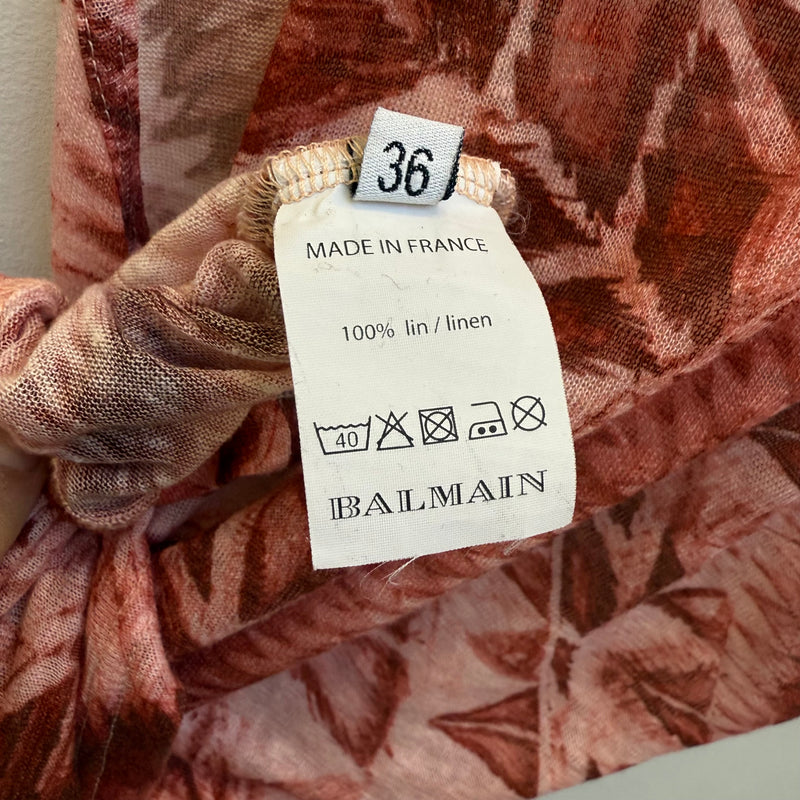 36
MADE IN FRANCE
100% lin / linen
40
BALMAIN